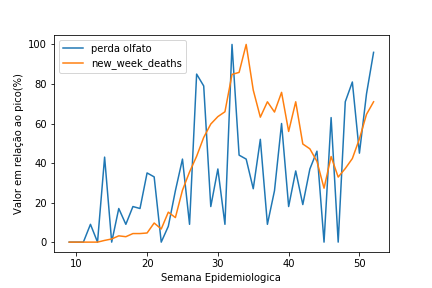 perda olfato
new_week_deaths
Valor em relação ao pico(%)
100
80
60
40
20
0
10 20 30 40 50
Semana Epidemiologica